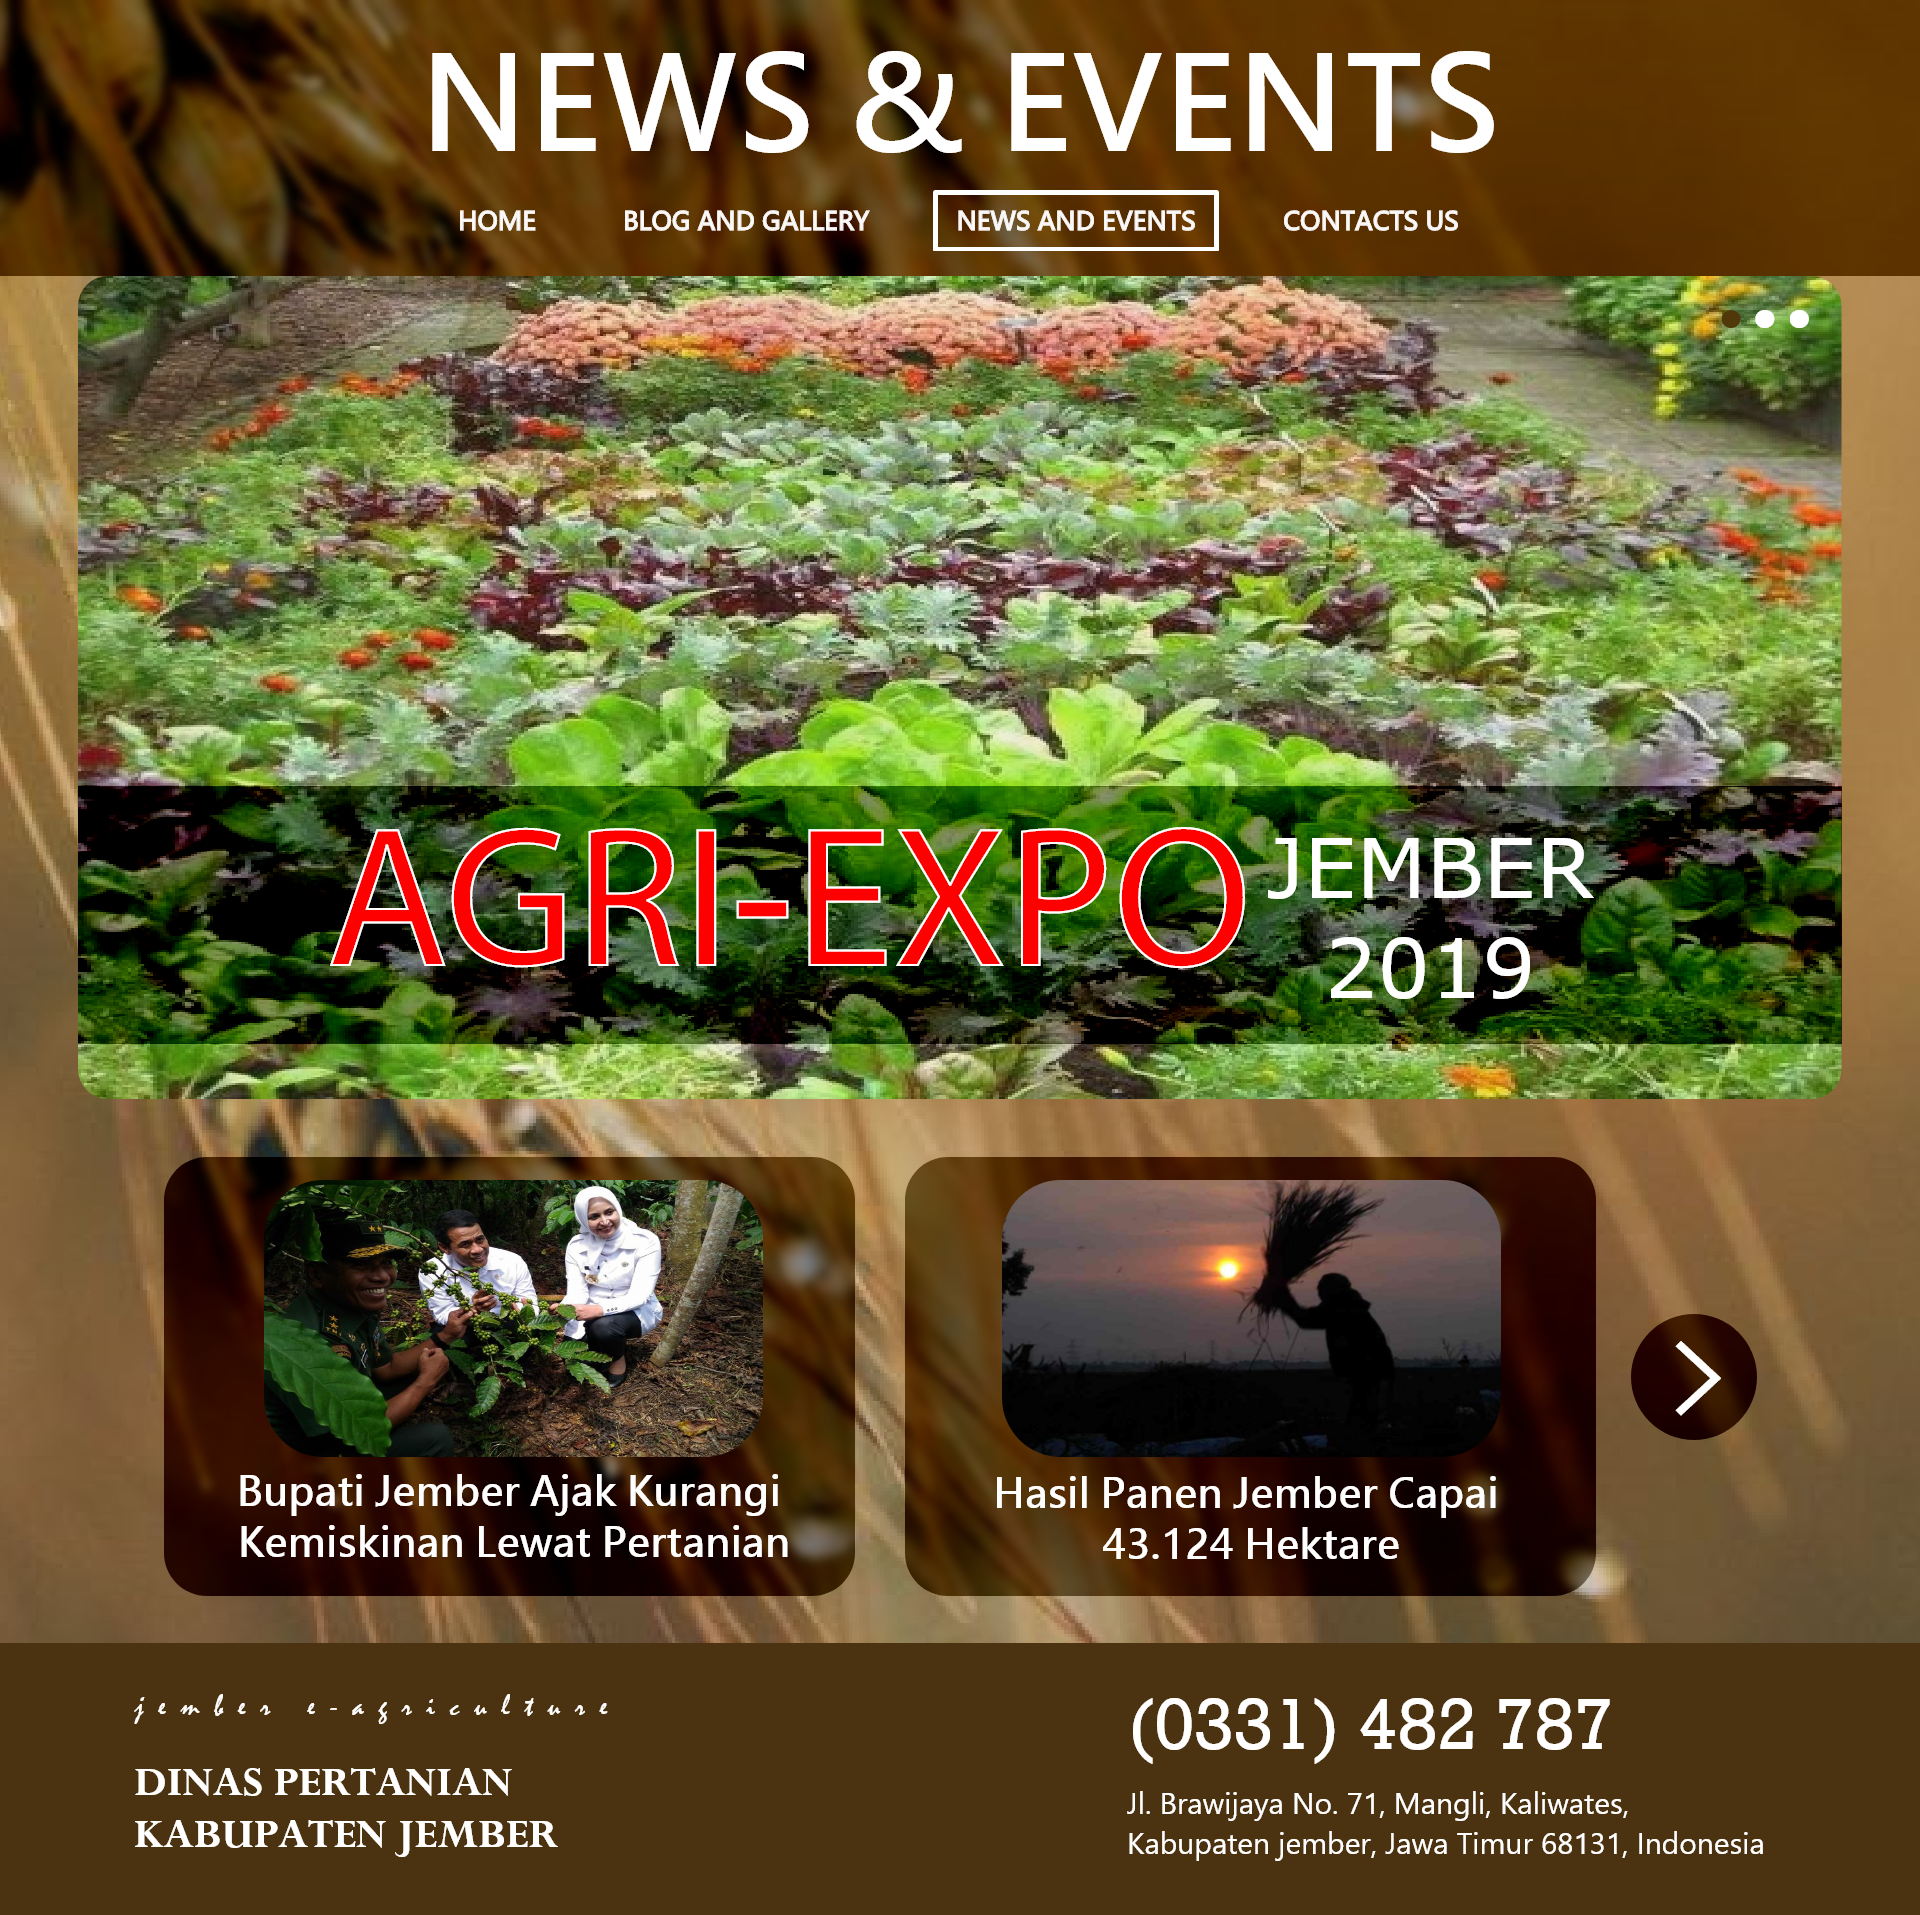 NEWS & EVENTS
HOME
BLOG AND GALLERY
NEWS AND EVENTS
CONTACTS US
AGRI-EXPO
JEMBER
2019
Bupati Jember Ajak Kurangi
Kemiskinan Lewat Pertanian
Hasil Panen Jember Capai
43.124 Hektare
jember e-agriculture
DINAS PERTANIAN
KABUPATEN JEMBER
(0331) 482 787
Jl. Brawijaya No. 71, Mangli, Kaliwates,
Kabupaten jember, Jawa Timur 68131, Indonesia